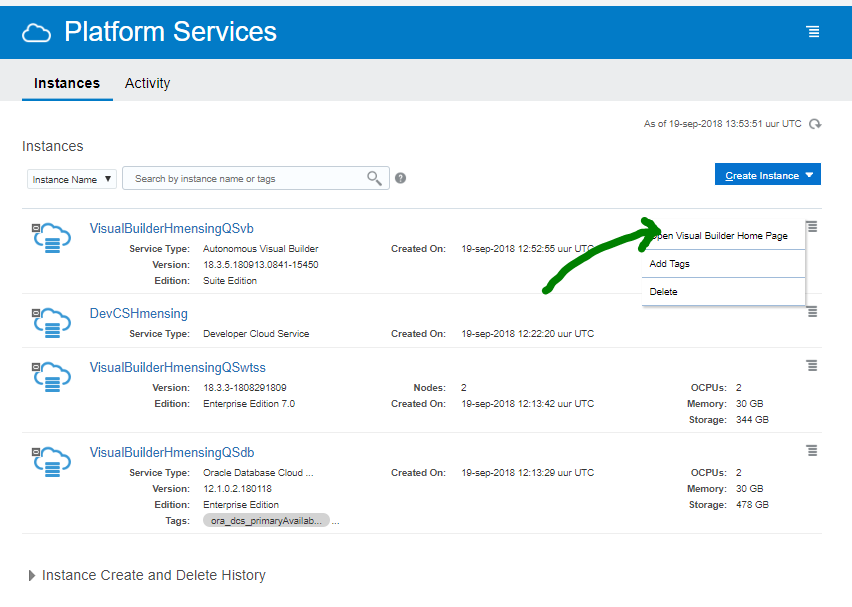 Platform Services
Instances Activity
As of 19-sep-2018 13:53:51 uur UTC
Instances
Instance Name Search by instance name or tags ? Create Instance
VisualBuilderHmensingQSvb
Service Type: Autonomous Visual Builder Created On: 19-sep-2018 12:52:55 uur UTC
Version: 18.3.5.180913.0841-15450
Edition: Suite Edition
Visual Builder Home Page
Add Tags
Delete
DevCSHmensing
Service Type: Developer Cloud Service Created On: 19-sep-2018 12:22:20 uur UTC
VisualBuilderHmensingQSwtss
Version: 18.3.3-1808291809 Nodes: 2 OCPUs: 2
Edition: Enterprise Edition 7.0 Created On: 19-sep-2018 12:13:42 uur UTC Memory: 30 GB
Storage: 344 GB
VisualBuilderHmensingQSdb
Service Type: Oracle Database Cloud ... Created On: 19-sep-2018 12:13:29 uur UTC OCPUs: 2
Version: 12.1.0.2.180118 Memory: 30 GB
Edition: Enterprise Edition Storage: 478 GB
Tags: ora_dcs_primaryAvailab... ...
Instance Create and Delete History